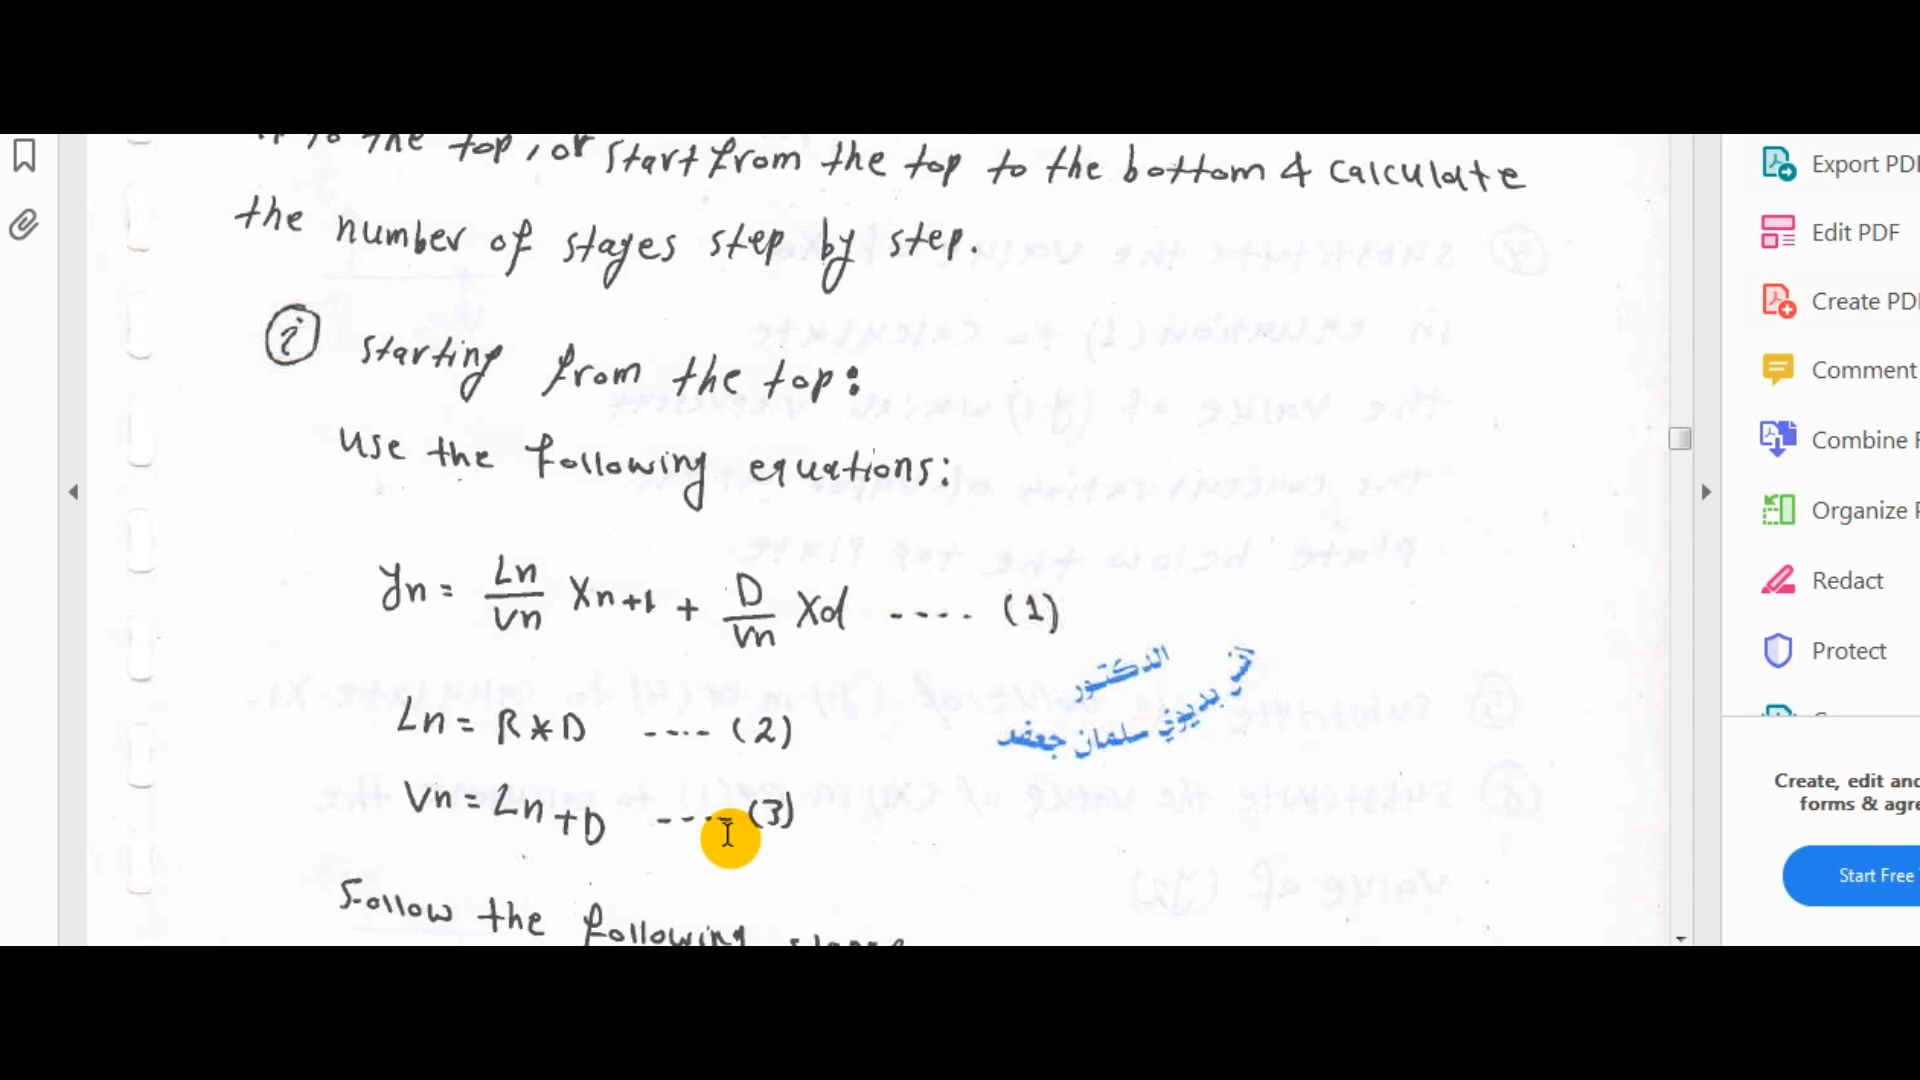 it to the top, or start from the top to the bottom & calculate
the number of stages step by step.
i starting from the top:
use the following equations:
yn = Ln/Vn Xn+1 + D/Vn Xd ---- (1)
الدكتور
سلمان جعفر
Ln = R*D ---- (2)
Vn = Ln+D ---- (3)
Follow the following
Export PDF
Edit PDF
Create PDF
Comment
Combine F
Organize P
Redact
Protect
Create, edit and
forms & agre
Start Free